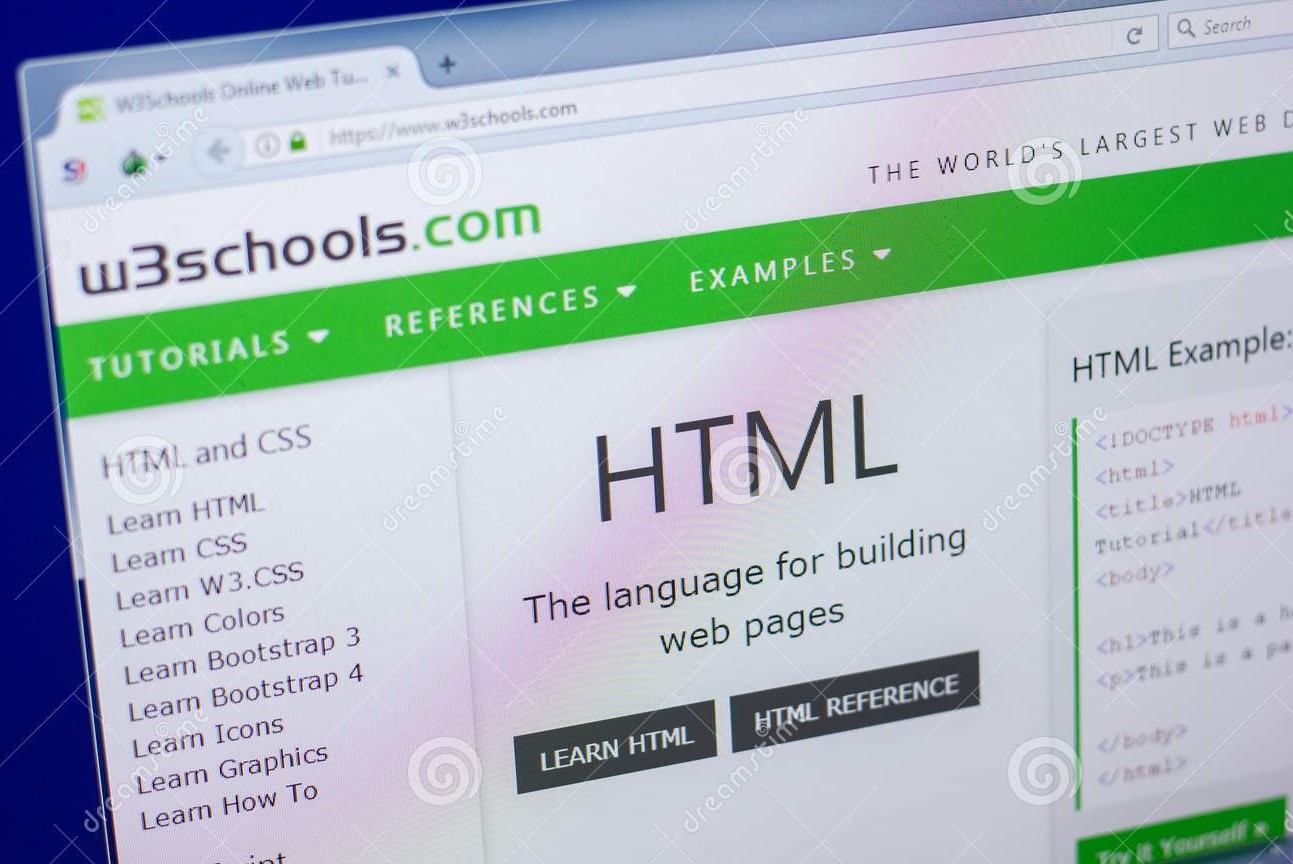 W3Schools Online Web Tu...
https://www.w3schools.com
Search
w3schools.com
THE WORLD'S LARGEST WEB D
TUTORIALS
REFERENCES
EXAMPLES
HTML and CSS
Learn HTML
Learn CSS
Learn W3.CSS
Learn Colors
Learn Bootstrap 3
Learn Bootstrap 4
Learn Icons
Learn Graphics
Learn How To
HTML
The language for building
web pages
LEARN HTML
HTML REFERENCE
HTML Example:
<!DOCTYPE html>
<html>
<title>HTML
Tutorial</title
<body>
<h1>This is a h
<p>This is a pa
</body>
</html>
Try it Yourself »
dreamstime